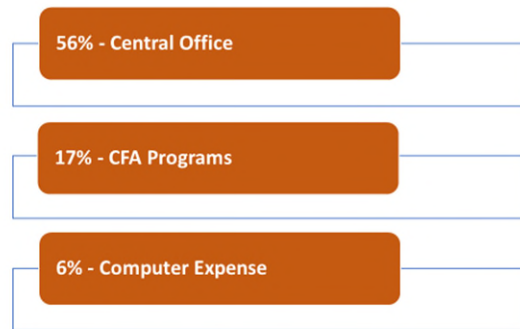 56% - Central Office
17% - CFA Programs
6% - Computer Expense